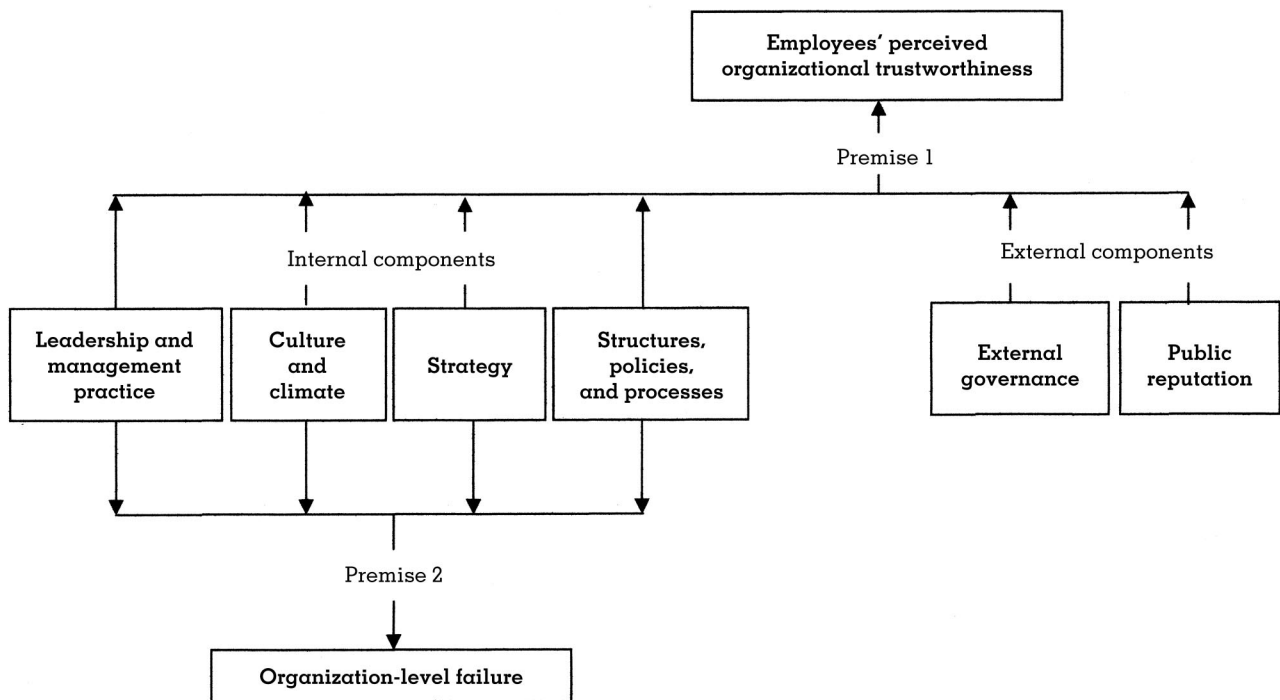 Employees' perceived
organizational trustworthiness
Premise 1
Internal components
External components
Leadership and
management
practice
Culture
and
climate
Strategy
Structures,
policies,
and processes
External
governance
Public
reputation
Premise 2
Organization-level failure